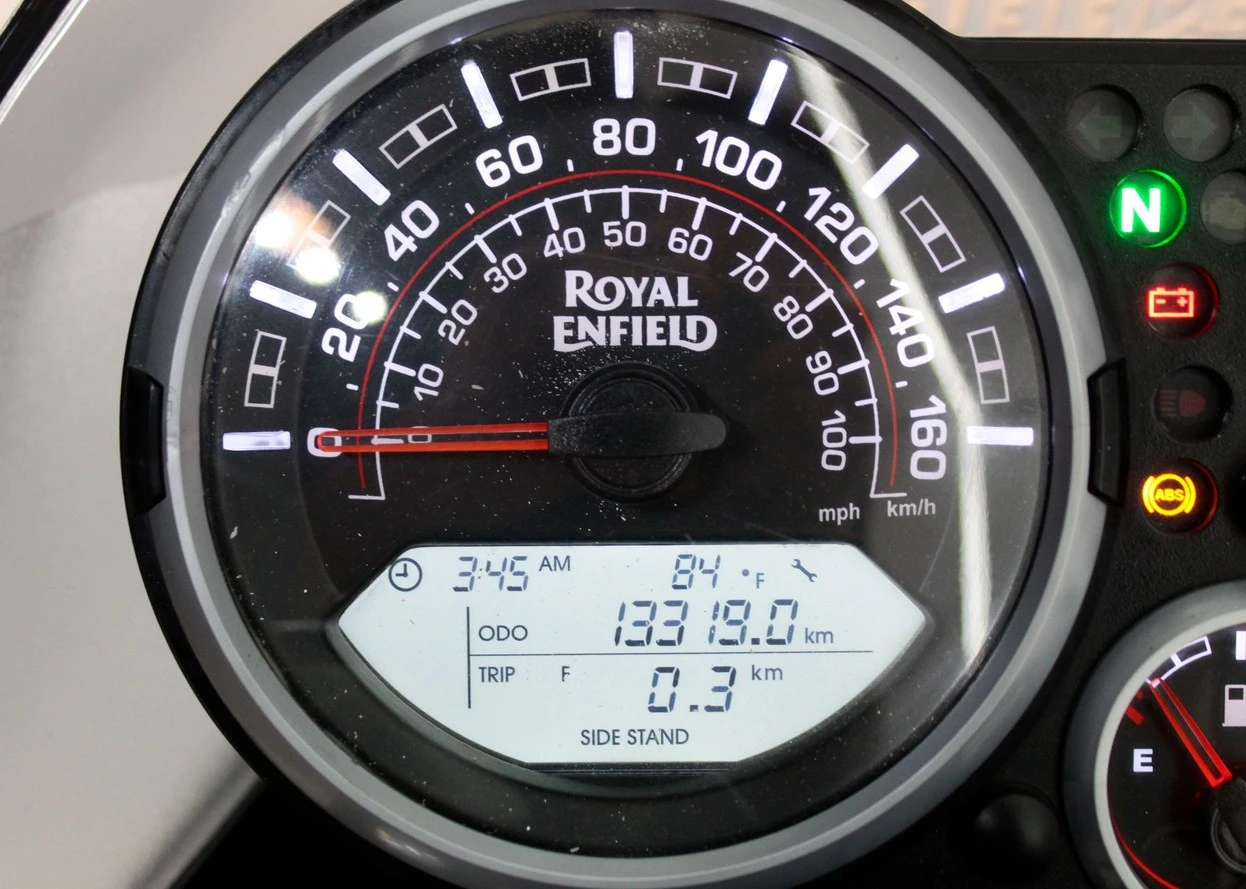 80
60 100
40 120
20 140
0 160
50
40 60
30 70
20 80
10 90
0 100
ROYAL
ENFIELD
mph km/h
N
ABS
3:45 AM 84 °F
ODO 13319.0 km
TRIP F 0.3 km
SIDE STAND
E